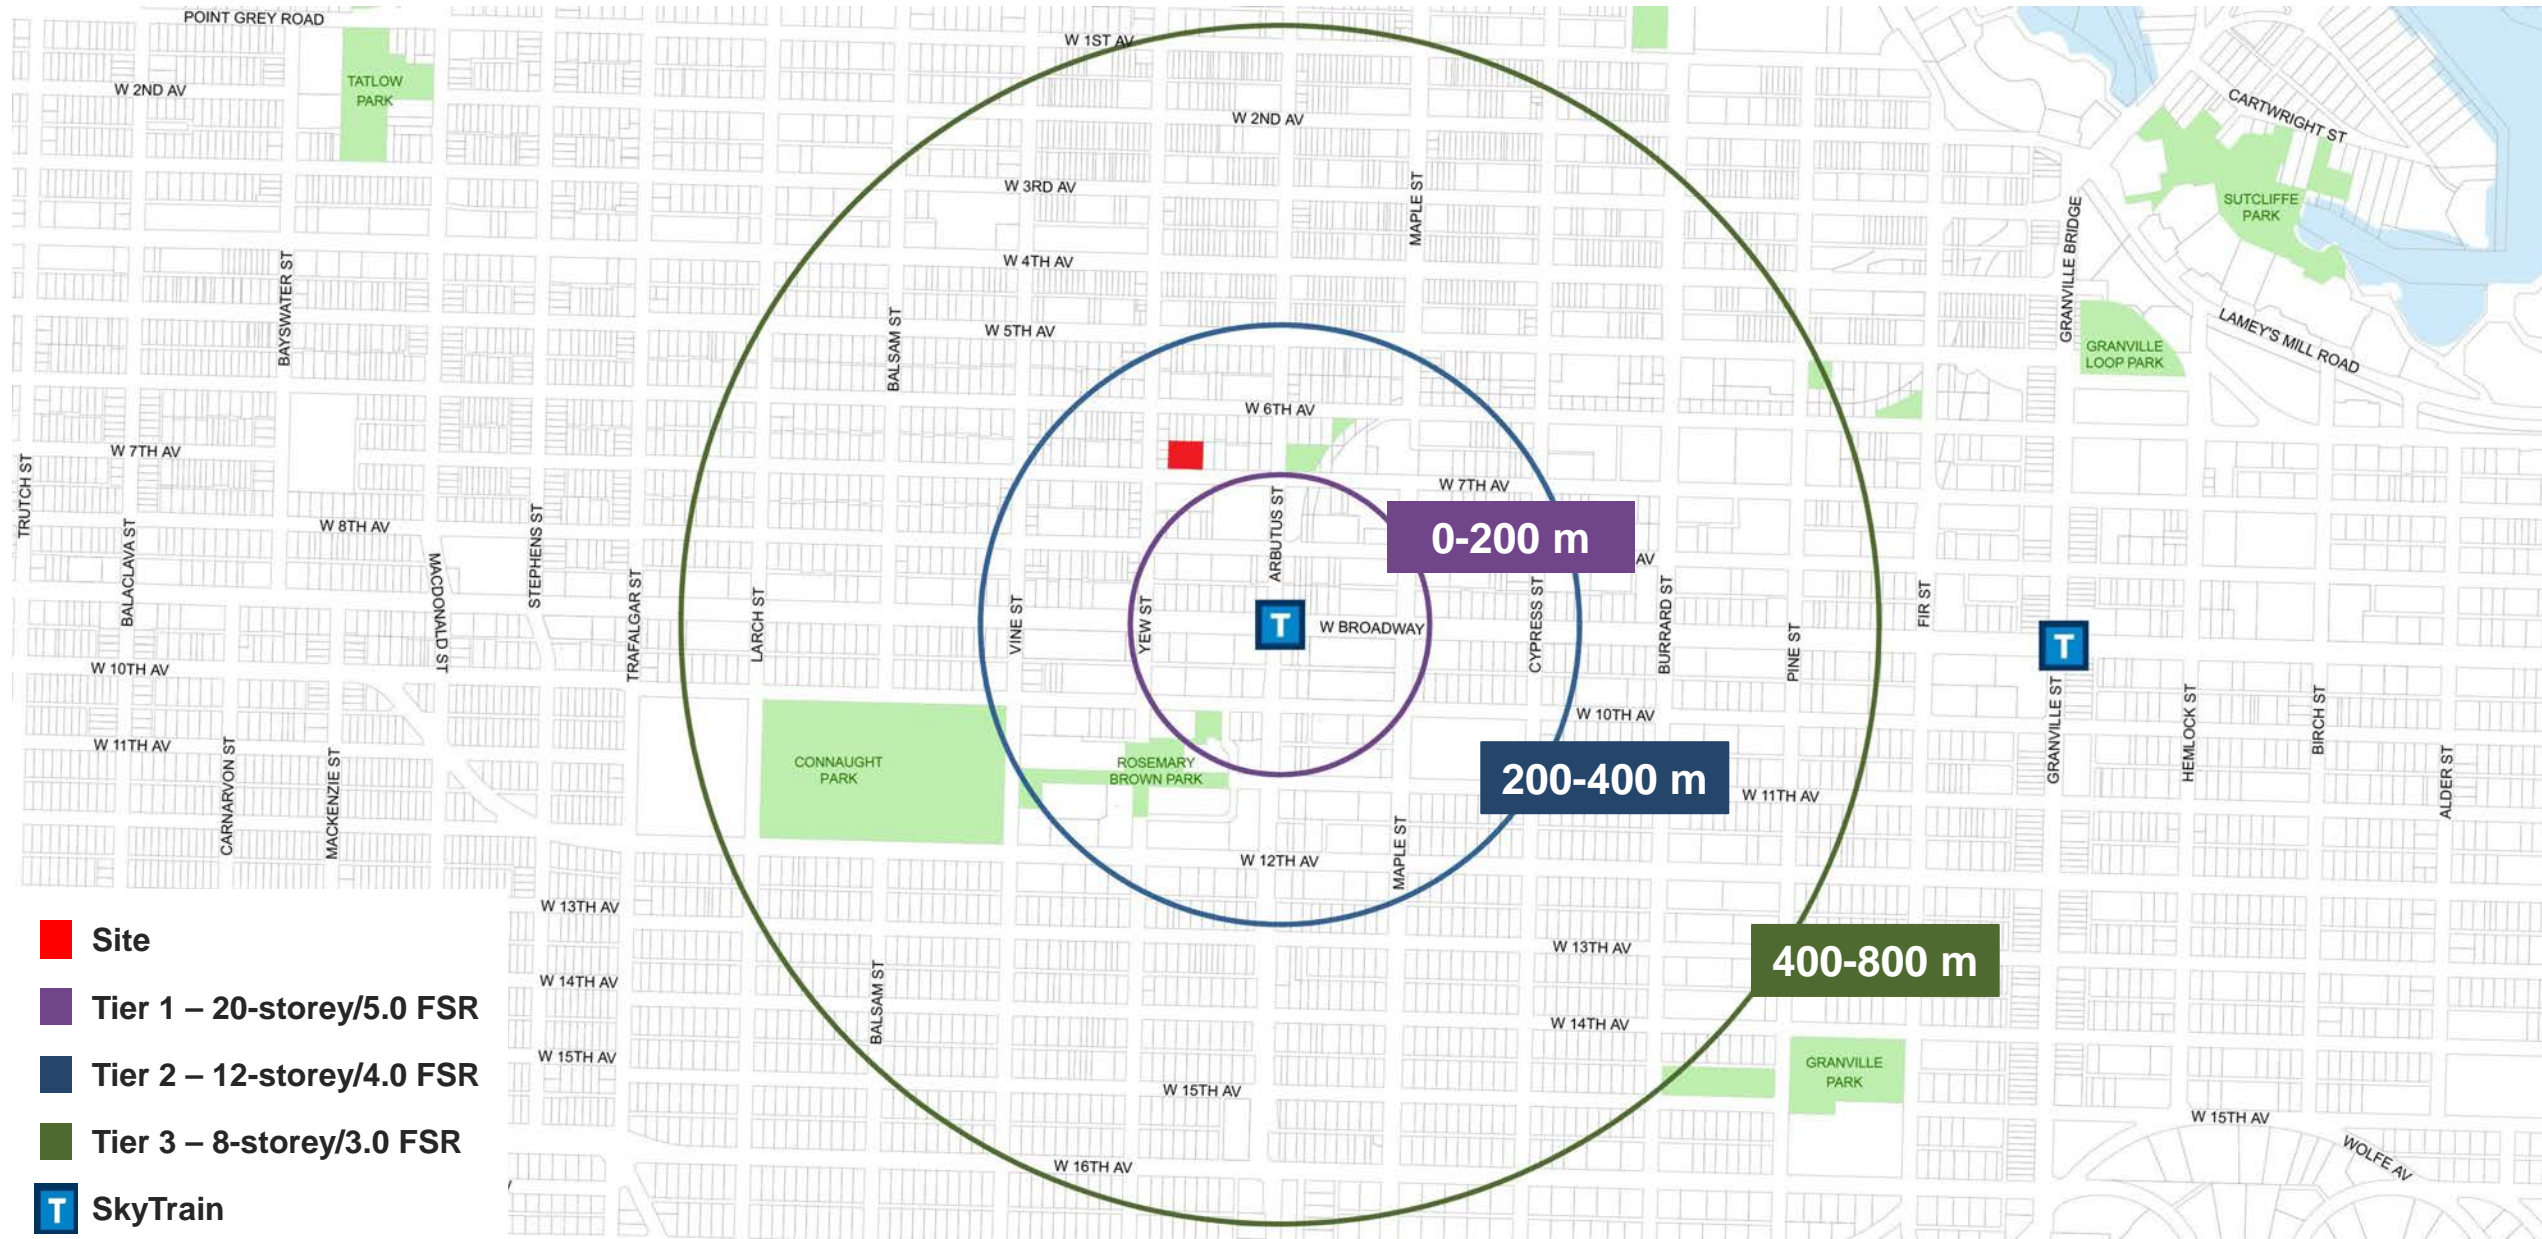 POINT GREY ROAD
W 1ST AV
TATLOW
PARK
W 2ND AV
W 2ND AV
CARTWRIGHT ST
W 3RD AV
MAPLE ST
SUTCLIFFE
PARK
GRANVILLE BRIDGE
W 4TH AV
BAYSWATER ST
BALSAM ST
W 5TH AV
LAMEY'S MILL ROAD
GRANVILLE
LOOP PARK
W 6TH AV
W 7TH AV
TRUTCH ST
W 7TH AV
W 8TH AV
BALACLAVA ST
STEPHENS ST
ARBUTUS ST
0-200 m
AV
MACDONALD ST
TRAFALGAR ST
LARCH ST
VINE ST
YEW ST
T
W BROADWAY
CYPRESS ST
BURRARD ST
PINE ST
FIR ST
T
W 10TH AV
W 10TH AV
GRANVILLE ST
HEMLOCK ST
BIRCH ST
ALDER ST
W 11TH AV
CARNARVON ST
MACKENZIE ST
CONNAUGHT
PARK
ROSEMARY
BROWN PARK
200-400 m
W 11TH AV
MAPLE ST
W 12TH AV
W 13TH AV
W 13TH AV
400-800 m
W 14TH AV
BALSAM ST
W 14TH AV
W 15TH AV
W 15TH AV
GRANVILLE
PARK
W 15TH AV
WOLFE AV
W 16TH AV
Site
Tier 1 – 20-storey/5.0 FSR
Tier 2 – 12-storey/4.0 FSR
Tier 3 – 8-storey/3.0 FSR
T SkyTrain